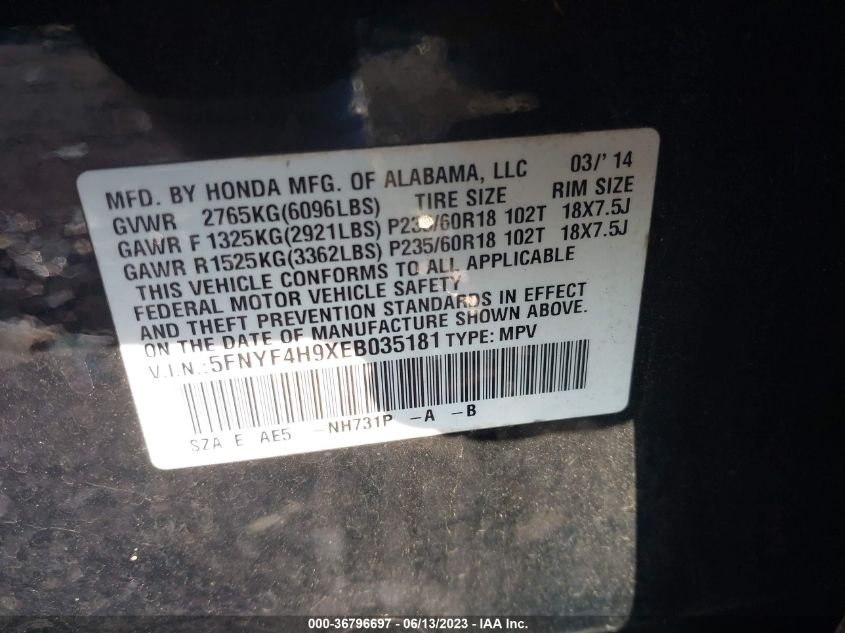 MFD. BY HONDA MFG. OF ALABAMA, LLC 03/'14
GVWR 2765KG(6096LBS) TIRE SIZE RIM SIZE
GAWR F 1325KG(2921LBS) P235/60R18 102T 18X7.5J
GAWR R1525KG(3362LBS) P235/60R18 102T 18X7.5J
THIS VEHICLE CONFORMS TO ALL APPLICABLE
FEDERAL MOTOR VEHICLE SAFETY
AND THEFT PREVENTION STANDARDS IN EFFECT
ON THE DATE OF MANUFACTURE SHOWN ABOVE.
V.I.N.:5FNYF4H9XEB035181 TYPE: MPV
SZA E AE5 -NH731P -A -B
000-36796697 - 06/13/2023 - IAA Inc.